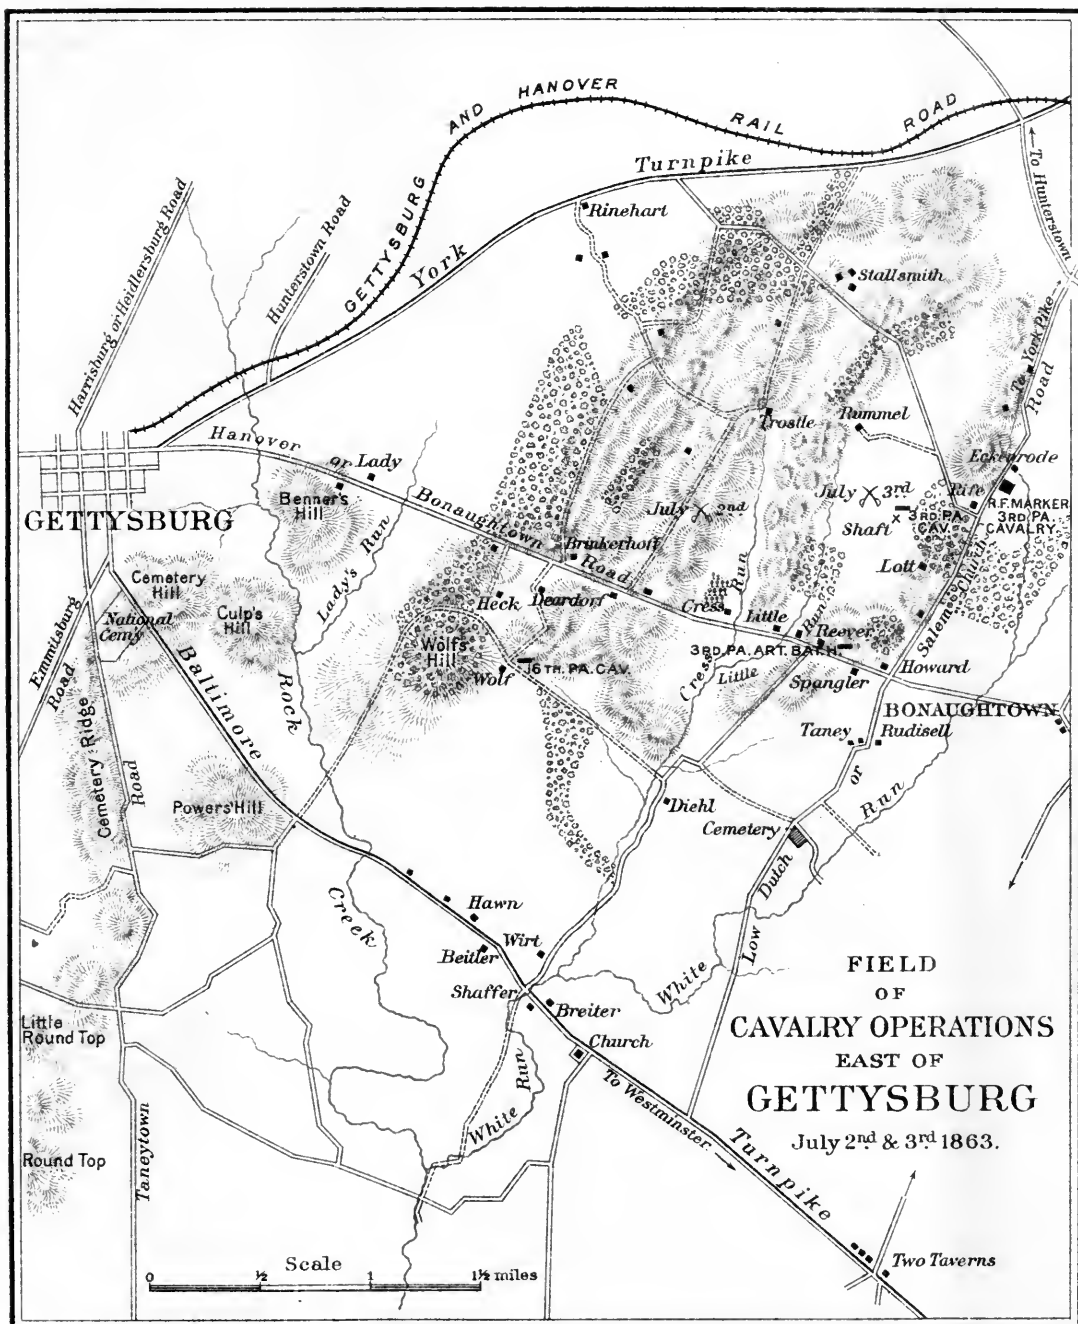 GETTYSBURG AND HANOVER RAIL ROAD
York Turnpike
Rinehart
To Hunterstown
Harrisburg or Heidlersburg Road
Hunterstown Road
Stallsmith
To York Pike
Trostle
Rummel
Hanover or Bonaughtown Road
Lady
Eckenrode
Benner's
Hill
July 2nd
July 3rd
Rife
R.F. MARKER
3RD PA
CAVALRY
Shaft
3RD PA
CAV.
GETTYSBURG
Lady's Run
Brinkerhoff
Lott
Cemetery
Hill
Culp's
Hill
National
Cem'y
Heck
Deardorf
Cress
Cress Run
Little
Little Run
Reever
3RD. PA. ART. BAT. H.
Salem Church Road
Howard
Emmitsburg
Road
Wolf's
Hill
Wolf
16TH. PA. CAV.
Spangler
BONAUGHTOWN
Taney
Rudisell
Baltimore
Rock
Creek
Cemetery Ridge
Road
Powers' Hill
Diehl
Cemetery
or
Low Dutch
Run
Hawn
Beitler
Wirt
White
Shaffer
Breiter
Church
Little
Round Top
White Run
To Westminster
Turnpike
Round Top
Taneytown
Two Taverns
FIELD
OF
CAVALRY OPERATIONS
EAST OF
GETTYSBURG
July 2nd & 3rd 1863.
Scale
0 ½ 1 1½ miles